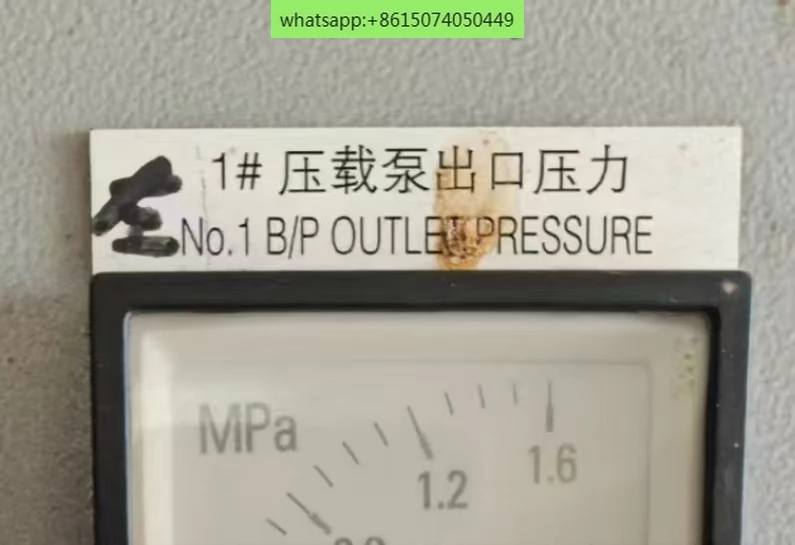 whatsapp:+8615074050449
左
1# 压载泵出口压力
No.1 B/P OUTLET PRESSURE
MPa
1.2
1.6